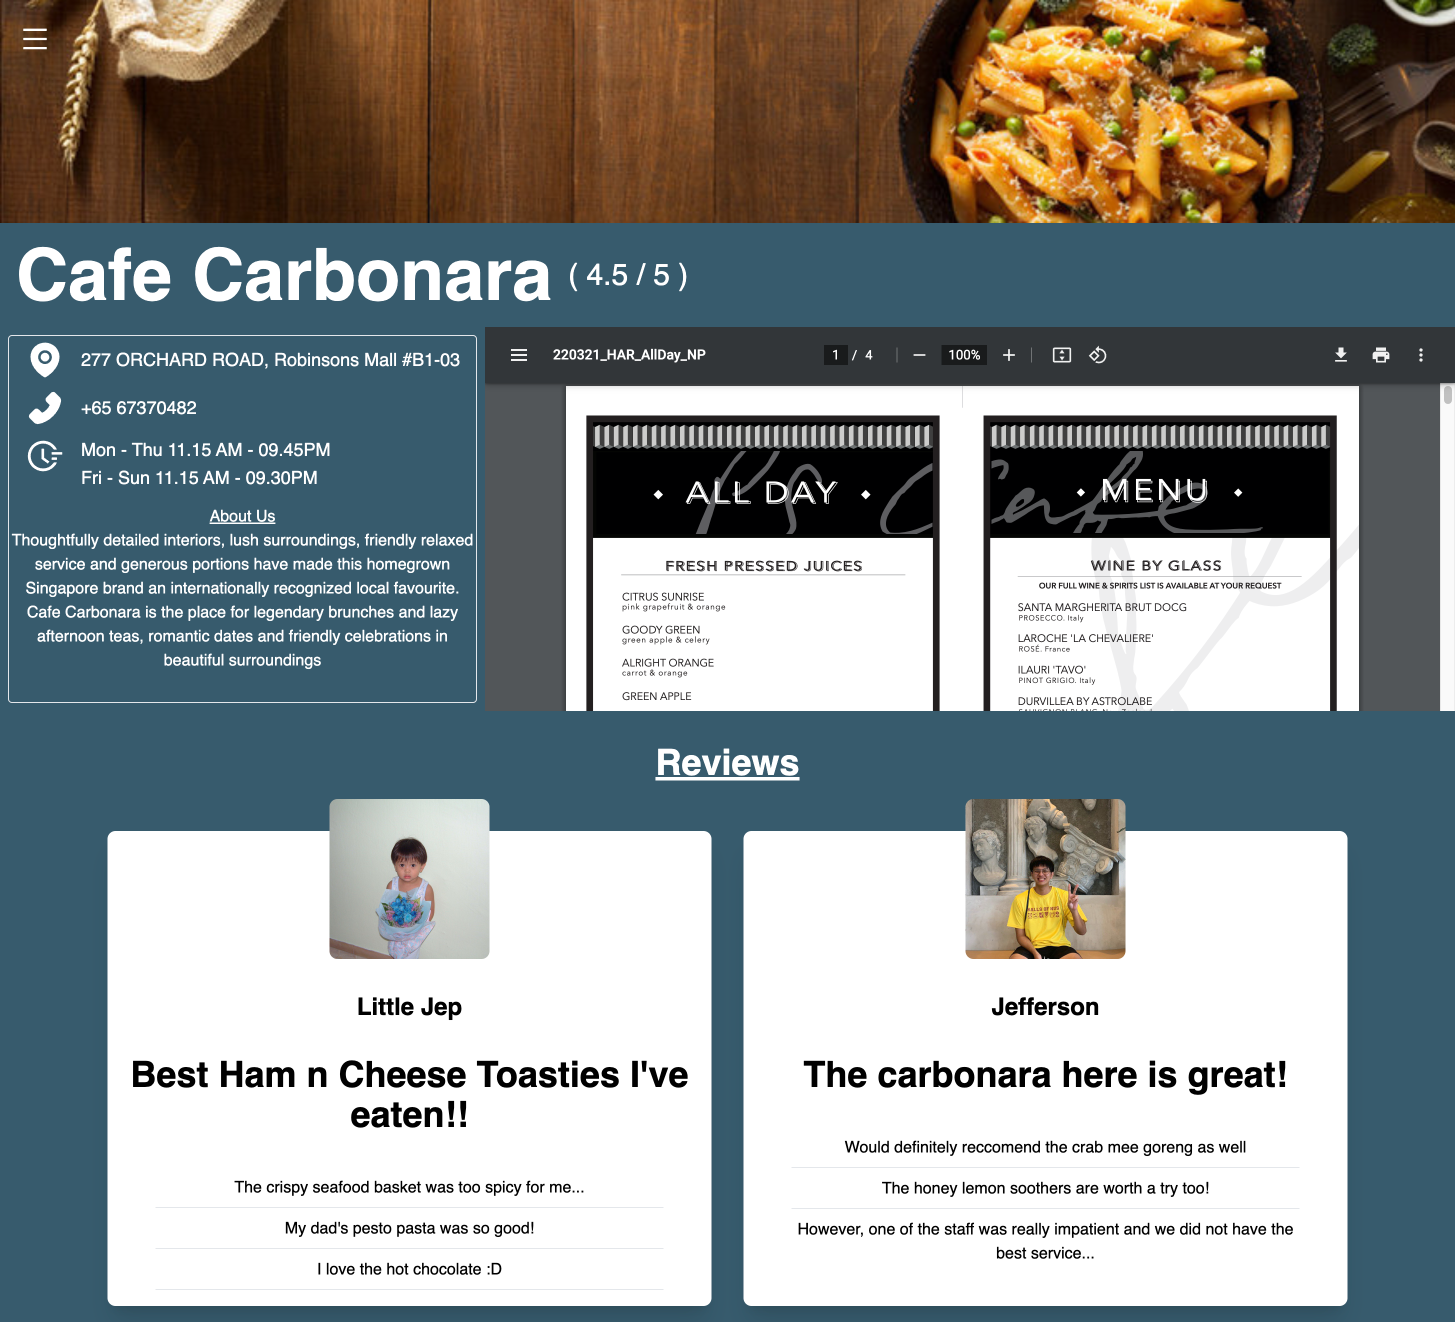 Cafe Carbonara ( 4.5 / 5 )
277 ORCHARD ROAD, Robinsons Mall #B1-03
+65 67370482
Mon - Thu 11.15 AM - 09.45PM
Fri - Sun 11.15 AM - 09.30PM
About Us
Thoughtfully detailed interiors, lush surroundings, friendly relaxed
service and generous portions have made this homegrown
Singapore brand an internationally recognized local favourite.
Cafe Carbonara is the place for legendary brunches and lazy
afternoon teas, romantic dates and friendly celebrations in
beautiful surroundings
220321_HAR_AllDay_NP
1 / 4
100%
ALL DAY
FRESH PRESSED JUICES
CITRUS SUNRISE
pink grapefruit & orange
GOODY GREEN
green apple & celery
ALRIGHT ORANGE
carrot & orange
GREEN APPLE
MENU
WINE BY GLASS
OUR FULL WINE & SPIRITS LIST IS AVAILABLE AT YOUR REQUEST
SANTA MARGHERITA BRUT DOCG
PROSECCO. Italy
LAROCHE 'LA CHEVALIERE'
ROSÉ. France
ILAURI 'TAVO'
PINOT GRIGIO. Italy
DURVILLEA BY ASTROLABE
Reviews
Little Jep
Best Ham n Cheese Toasties I've
eaten!!
The crispy seafood basket was too spicy for me...
My dad's pesto pasta was so good!
I love the hot chocolate :D
Jefferson
The carbonara here is great!
Would definitely reccomend the crab mee goreng as well
The honey lemon soothers are worth a try too!
However, one of the staff was really impatient and we did not have the
best service...